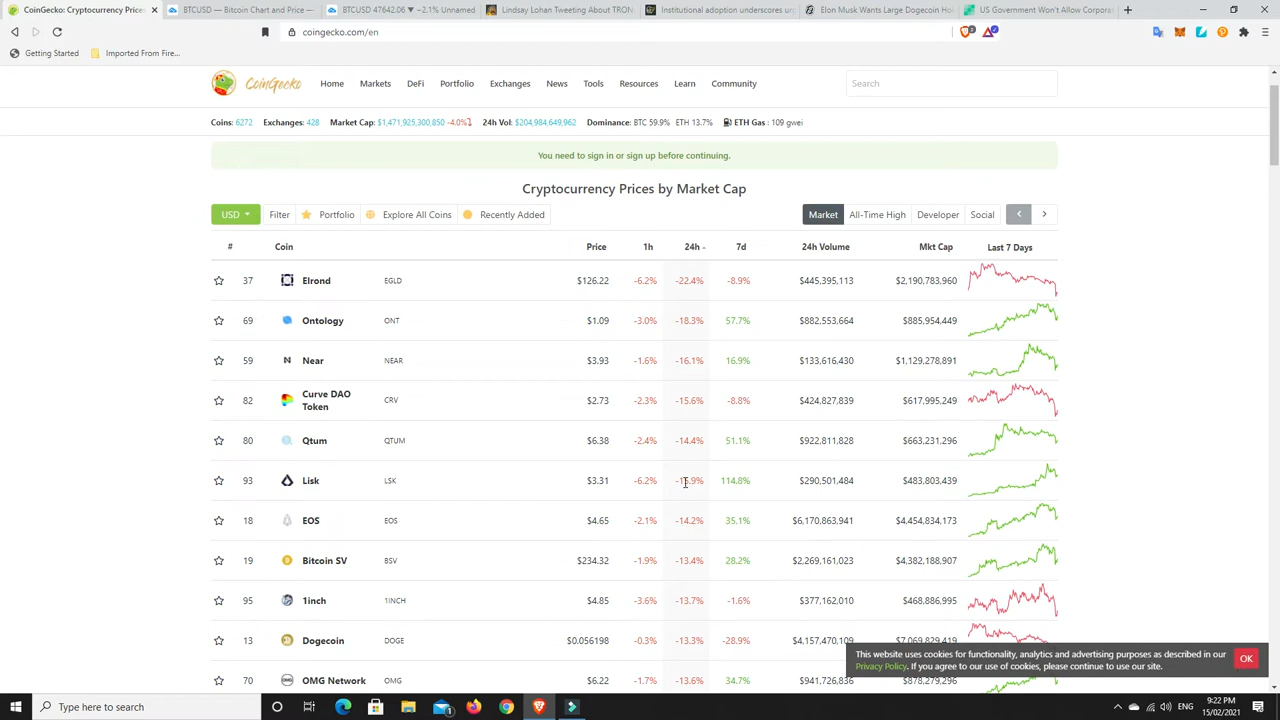 CoinGecko: Cryptocurrency Prices
BTCUSD — Bitcoin Chart and Price —
BTCUSD 47642.06 ▼ −2.1% Unnamed
Lindsay Lohan Tweeting About TRON
Institutional adoption underscores urg
Elon Musk Wants Large Dogecoin Ho
US Government Won't Allow Corpora
coingecko.com/en
Getting Started
Imported From Fire...
CoinGecko
Home Markets DeFi Portfolio Exchanges News Tools Resources Learn Community
Search
Coins: 6272 Exchanges: 428 Market Cap: $1,471,925,300,850 -4.0% 24h Vol: $204,984,649,962 Dominance: BTC 59.9% ETH 13.7% ETH Gas : 109 gwei
You need to sign in or sign up before continuing.
Cryptocurrency Prices by Market Cap
USD Filter Portfolio Explore All Coins Recently Added Market All-Time High Developer Social
# Coin Price 1h 24h 7d 24h Volume Mkt Cap Last 7 Days
37 Elrond EGLD $126.22 -6.2% -22.4% -8.9% $445,395,113 $2,190,783,960
69 Ontology ONT $1.09 -3.0% -18.3% 57.7% $882,553,664 $885,954,449
59 Near NEAR $3.93 -1.6% -16.1% 16.9% $133,616,430 $1,129,278,891
82 Curve DAO Token CRV $2.73 -2.3% -15.6% -8.8% $424,827,839 $617,995,249
80 Qtum QTUM $6.38 -2.4% -14.4% 51.1% $922,811,828 $663,231,296
93 Lisk LSK $3.31 -6.2% 114.8% $290,501,484 $483,803,439
18 EOS EOS $4.65 -2.1% -14.2% 35.1% $6,170,863,941 $4,454,834,173
19 Bitcoin SV BSV $234.32 -1.9% -13.4% 28.2% $2,269,161,023 $4,382,188,907
95 1inch 1INCH $4.85 -3.6% -13.7% -1.6% $377,162,010 $468,886,995
13 Dogecoin DOGE $0.056198 -0.3% -13.3% -28.9% $4,157,470,109 $7,069,829,419
70 OMG Network OMG $6.22 -1.7% -13.6% 34.7% $941,726,836 $878,279,296
This website uses cookies for functionality, analytics and advertising purposes as described in our
Privacy Policy. If you agree to our use of cookies, please continue to use our site.
OK
Type here to search
ENG
9:22 PM
15/02/2021